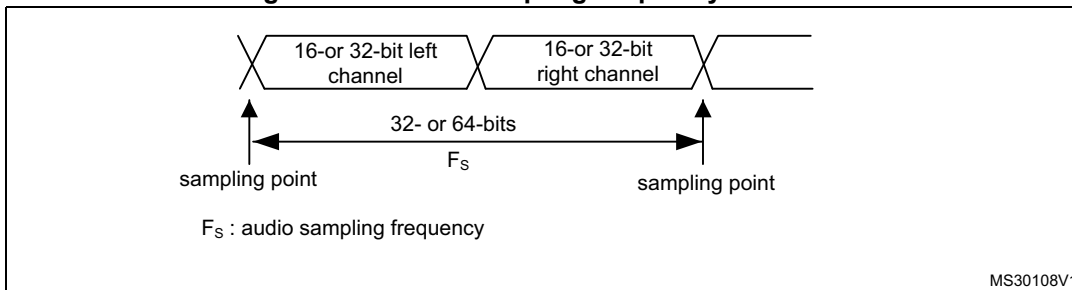 16-or 32-bit left
channel
16-or 32-bit
right channel
32- or 64-bits
FS
sampling point
sampling point
FS : audio sampling frequency
MS30108V1